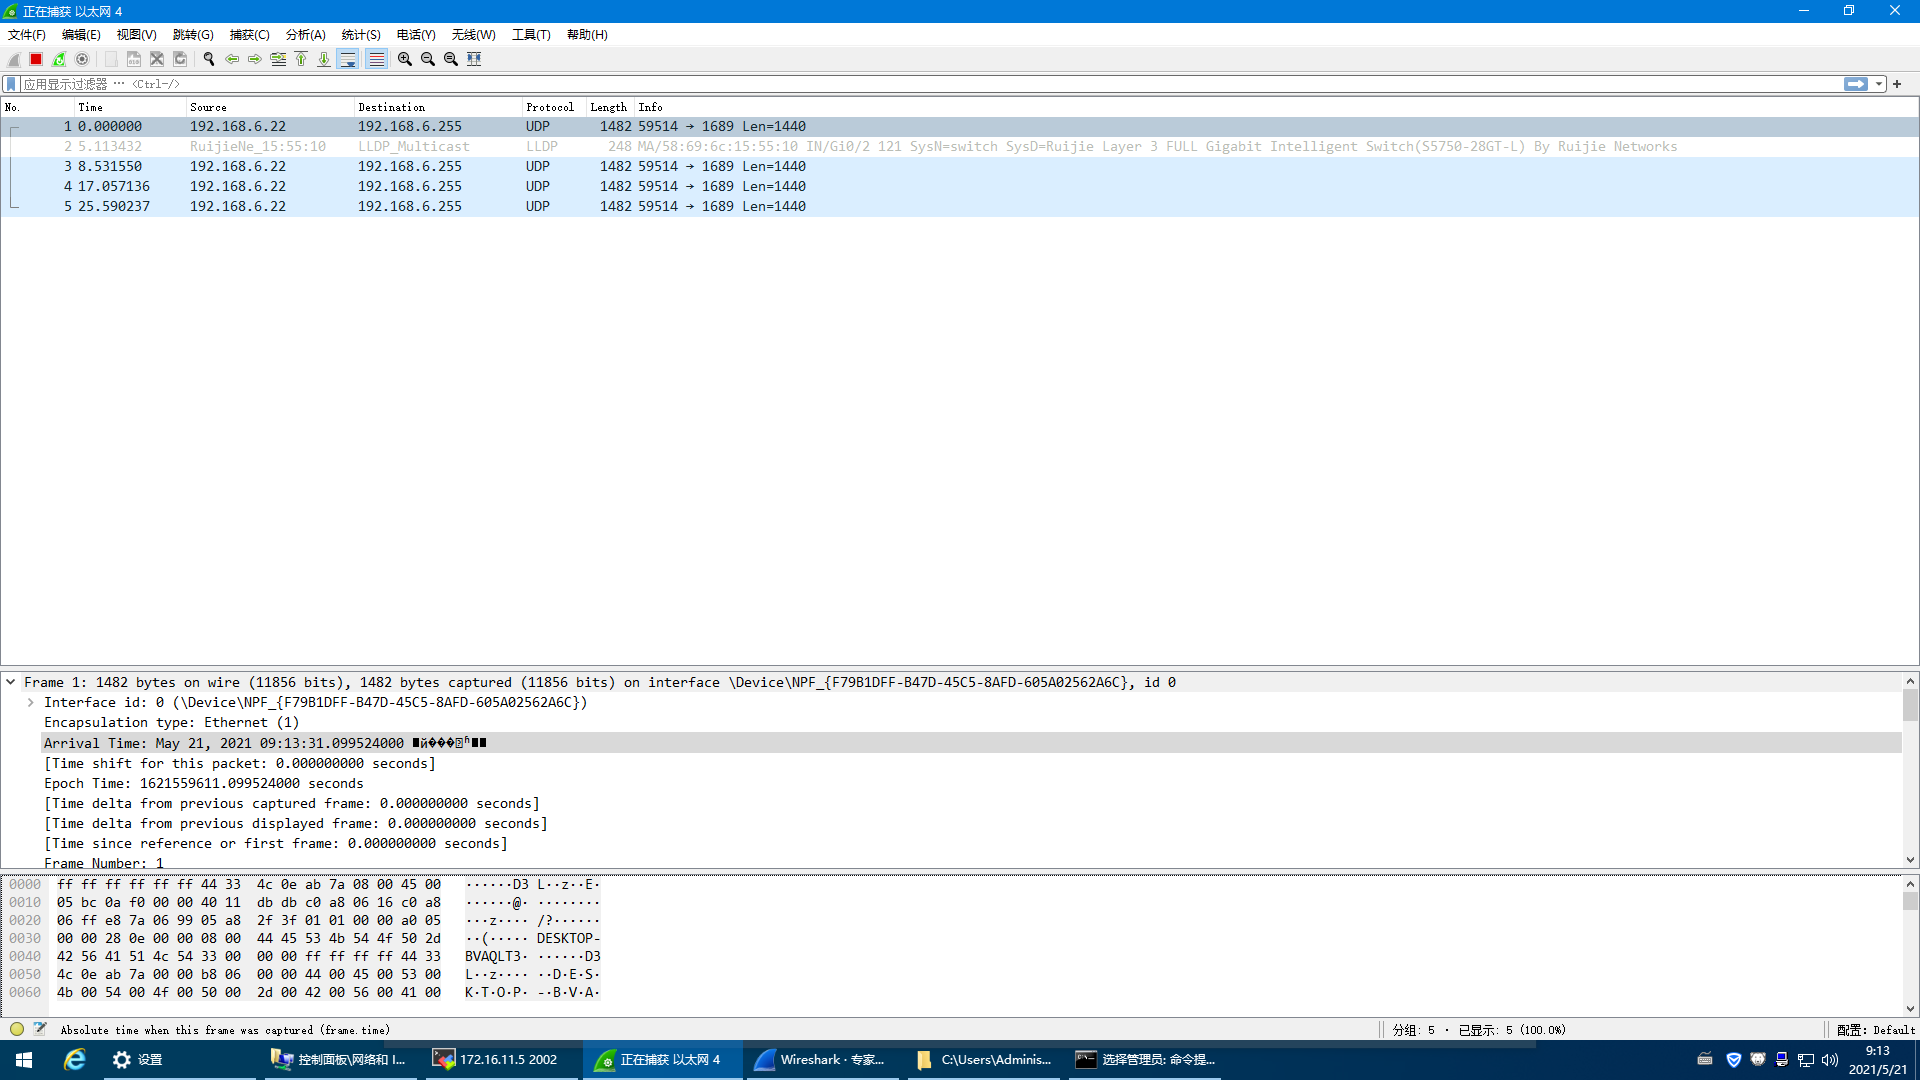 正在捕获 以太网 4
文件(F) 编辑(E) 视图(V) 跳转(G) 捕获(C) 分析(A) 统计(S) 电话(Y) 无线(W) 工具(T) 帮助(H)
应用显示过滤器 … <Ctrl-/>
No. Time Source Destination Protocol Length Info
1 0.000000 192.168.6.22 192.168.6.255 UDP 1482 59514 → 1689 Len=1440
2 5.113432 RuijieNe_15:55:10 LLDP_Multicast LLDP 248 MA/58:69:6c:15:55:10 IN/Gi0/2 121 SysN=switch SysD=Ruijie Layer 3 FULL Gigabit Intelligent Switch(S5750-28GT-L) By Ruijie Networks
3 8.531550 192.168.6.22 192.168.6.255 UDP 1482 59514 → 1689 Len=1440
4 17.057136 192.168.6.22 192.168.6.255 UDP 1482 59514 → 1689 Len=1440
5 25.590237 192.168.6.22 192.168.6.255 UDP 1482 59514 → 1689 Len=1440
Frame 1: 1482 bytes on wire (11856 bits), 1482 bytes captured (11856 bits) on interface \Device\NPF_{F79B1DFF-B47D-45C5-8AFD-605A02562A6C}, id 0
Interface id: 0 (\Device\NPF_{F79B1DFF-B47D-45C5-8AFD-605A02562A6C})
Encapsulation type: Ethernet (1)
Arrival Time: May 21, 2021 09:13:31.099524000
[Time shift for this packet: 0.000000000 seconds]
Epoch Time: 1621559611.099524000 seconds
[Time delta from previous captured frame: 0.000000000 seconds]
[Time delta from previous displayed frame: 0.000000000 seconds]
[Time since reference or first frame: 0.000000000 seconds]
Frame Number: 1
0000 ff ff ff ff ff ff 44 33 4c 0e ab 7a 08 00 45 00 ······D3 L··z··E·
0010 05 bc 0a f0 00 00 40 11 db db c0 a8 06 16 c0 a8 ······@· ········
0020 06 ff e8 7a 06 99 05 a8 2f 3f 01 01 00 00 a0 05 ···z···· /?······
0030 00 00 28 0e 00 00 08 00 44 45 53 4b 54 4f 50 2d ··(····· DESKTOP-
0040 42 56 41 51 4c 54 33 00 00 00 ff ff ff ff 44 33 BVAQLT3· ······D3
0050 4c 0e ab 7a 00 00 b8 06 00 00 44 00 45 00 53 00 L··z···· ··D·E·S·
0060 4b 00 54 00 4f 00 50 00 2d 00 42 00 56 00 41 00 K·T·O·P· -·B·V·A·
Absolute time when this frame was captured (frame.time) 分组: 5 · 已显示: 5 (100.0%) 配置: Default
设置 控制面板\网络和 I... 172.16.11.5 2002 正在捕获 以太网 4 Wireshark · 专家... C:\Users\Adminis... 选择管理员: 命令提...
9:13
2021/5/21